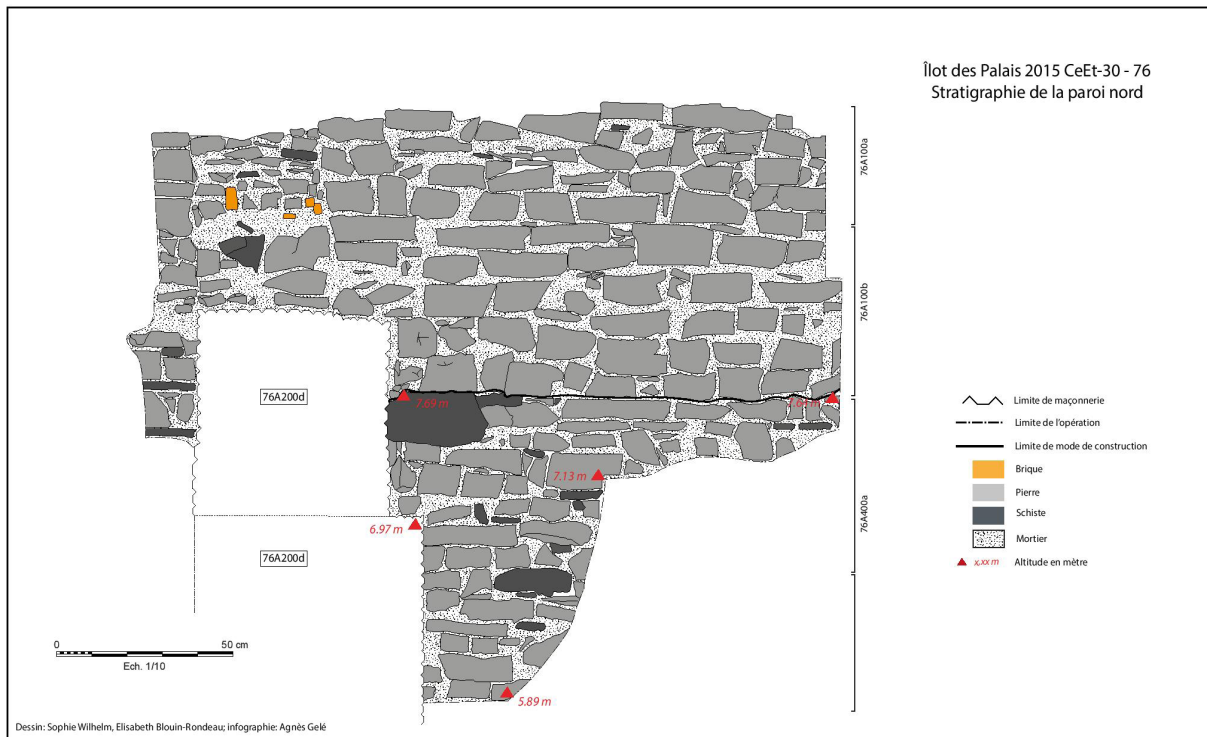 Îlot des Palais 2015 CeEt-30 - 76
Stratigraphie de la paroi nord
76A100a
76A100b
76A400a
76A200d
7.69 m
7.13 m
6.97 m
76A200d
5.89 m
Limite de maçonnerie
Limite de l'opération
Limite de mode de construction
Brique
Pierre
Schiste
Mortier
x,xx m Altitude en mètre
0 50 cm
Ech. 1/10
Dessin: Sophie Wilhelm, Elisabeth Blouin-Rondeau; infographie: Agnès Gelé